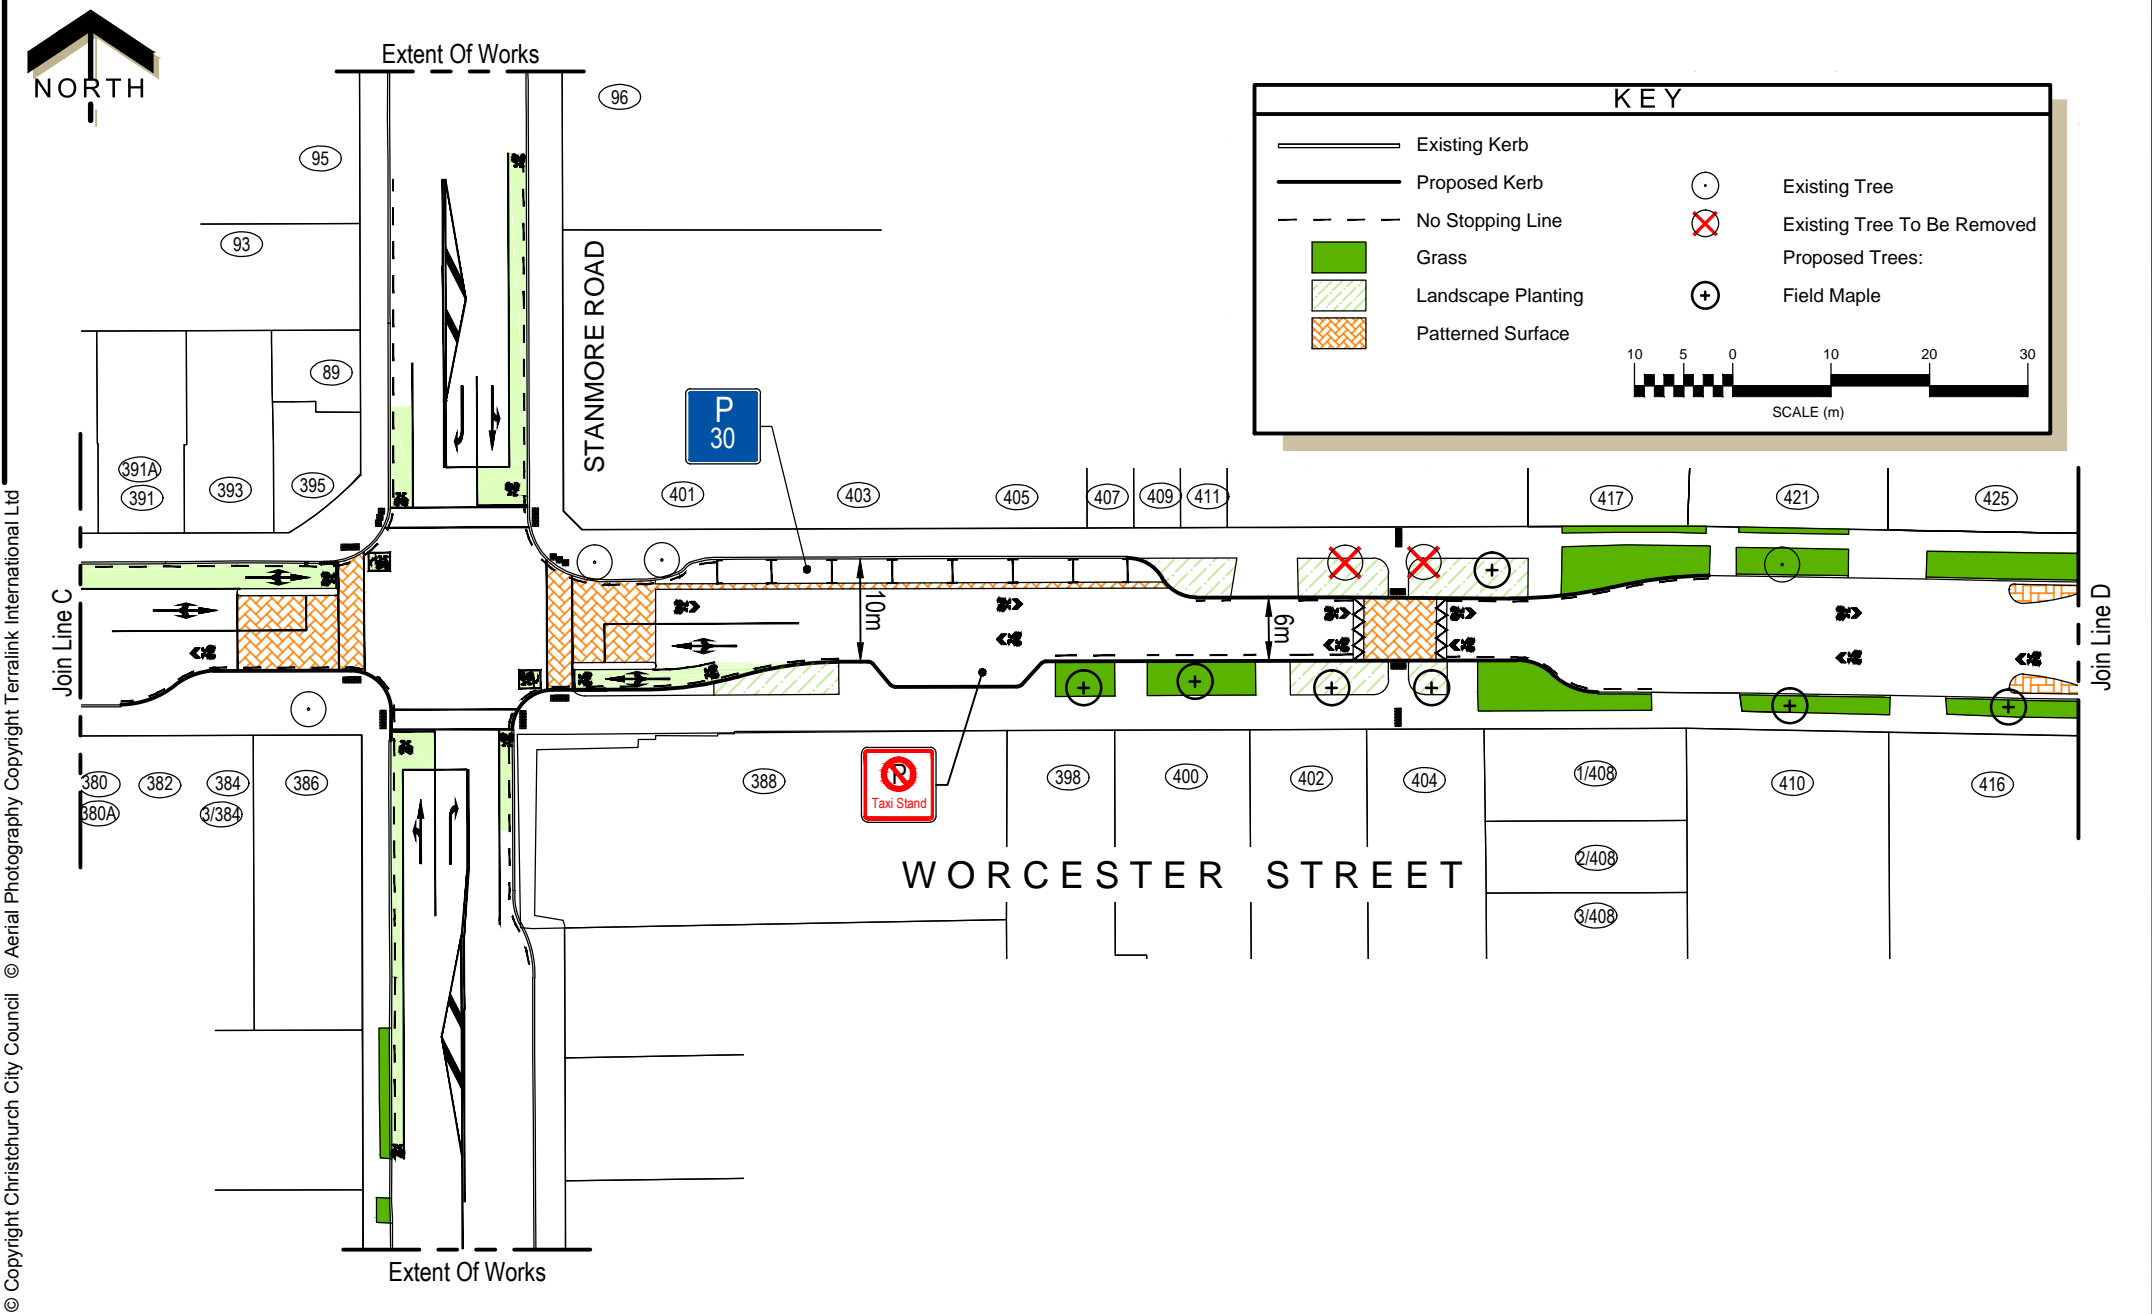 NORTH
Extent Of Works
96
95
93
89
STANMORE ROAD
KEY
Existing Kerb
Proposed Kerb
No Stopping Line
Grass
Landscape Planting
Patterned Surface
Existing Tree
Existing Tree To Be Removed
Proposed Trees:
Field Maple
10 5 0 10 20 30
SCALE (m)
P
30
391A
391
393
395
401
403
405
407
409
411
417
421
425
Join Line C
10m
6m
Join Line D
380
380A
382
384
3/384
386
388
P
Taxi Stand
398
400
402
404
1/408
2/408
3/408
410
416
WORCESTER STREET
Extent Of Works
© Copyright Christchurch City Council © Aerial Photography Copyright Terralink International Ltd